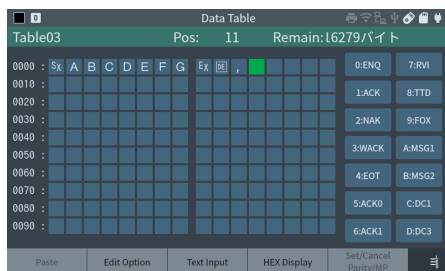 0 Data Table
Table03 Pos: 11 Remain:16279バイト
0000 : SX A B C D E F G EX DE ,
0010 :
0020 :
0030 :
0040 :
0050 :
0060 :
0070 :
0080 :
0090 :
0:ENQ 7:RVI
1:ACK 8:TTD
2:NAK 9:FOX
3:WACK A:MSG1
4:EOT B:MSG2
5:ACK0 C:DC1
6:ACK1 D:DC3
Paste Edit Option Text Input HEX Display Set/Cancel
Parity/MP